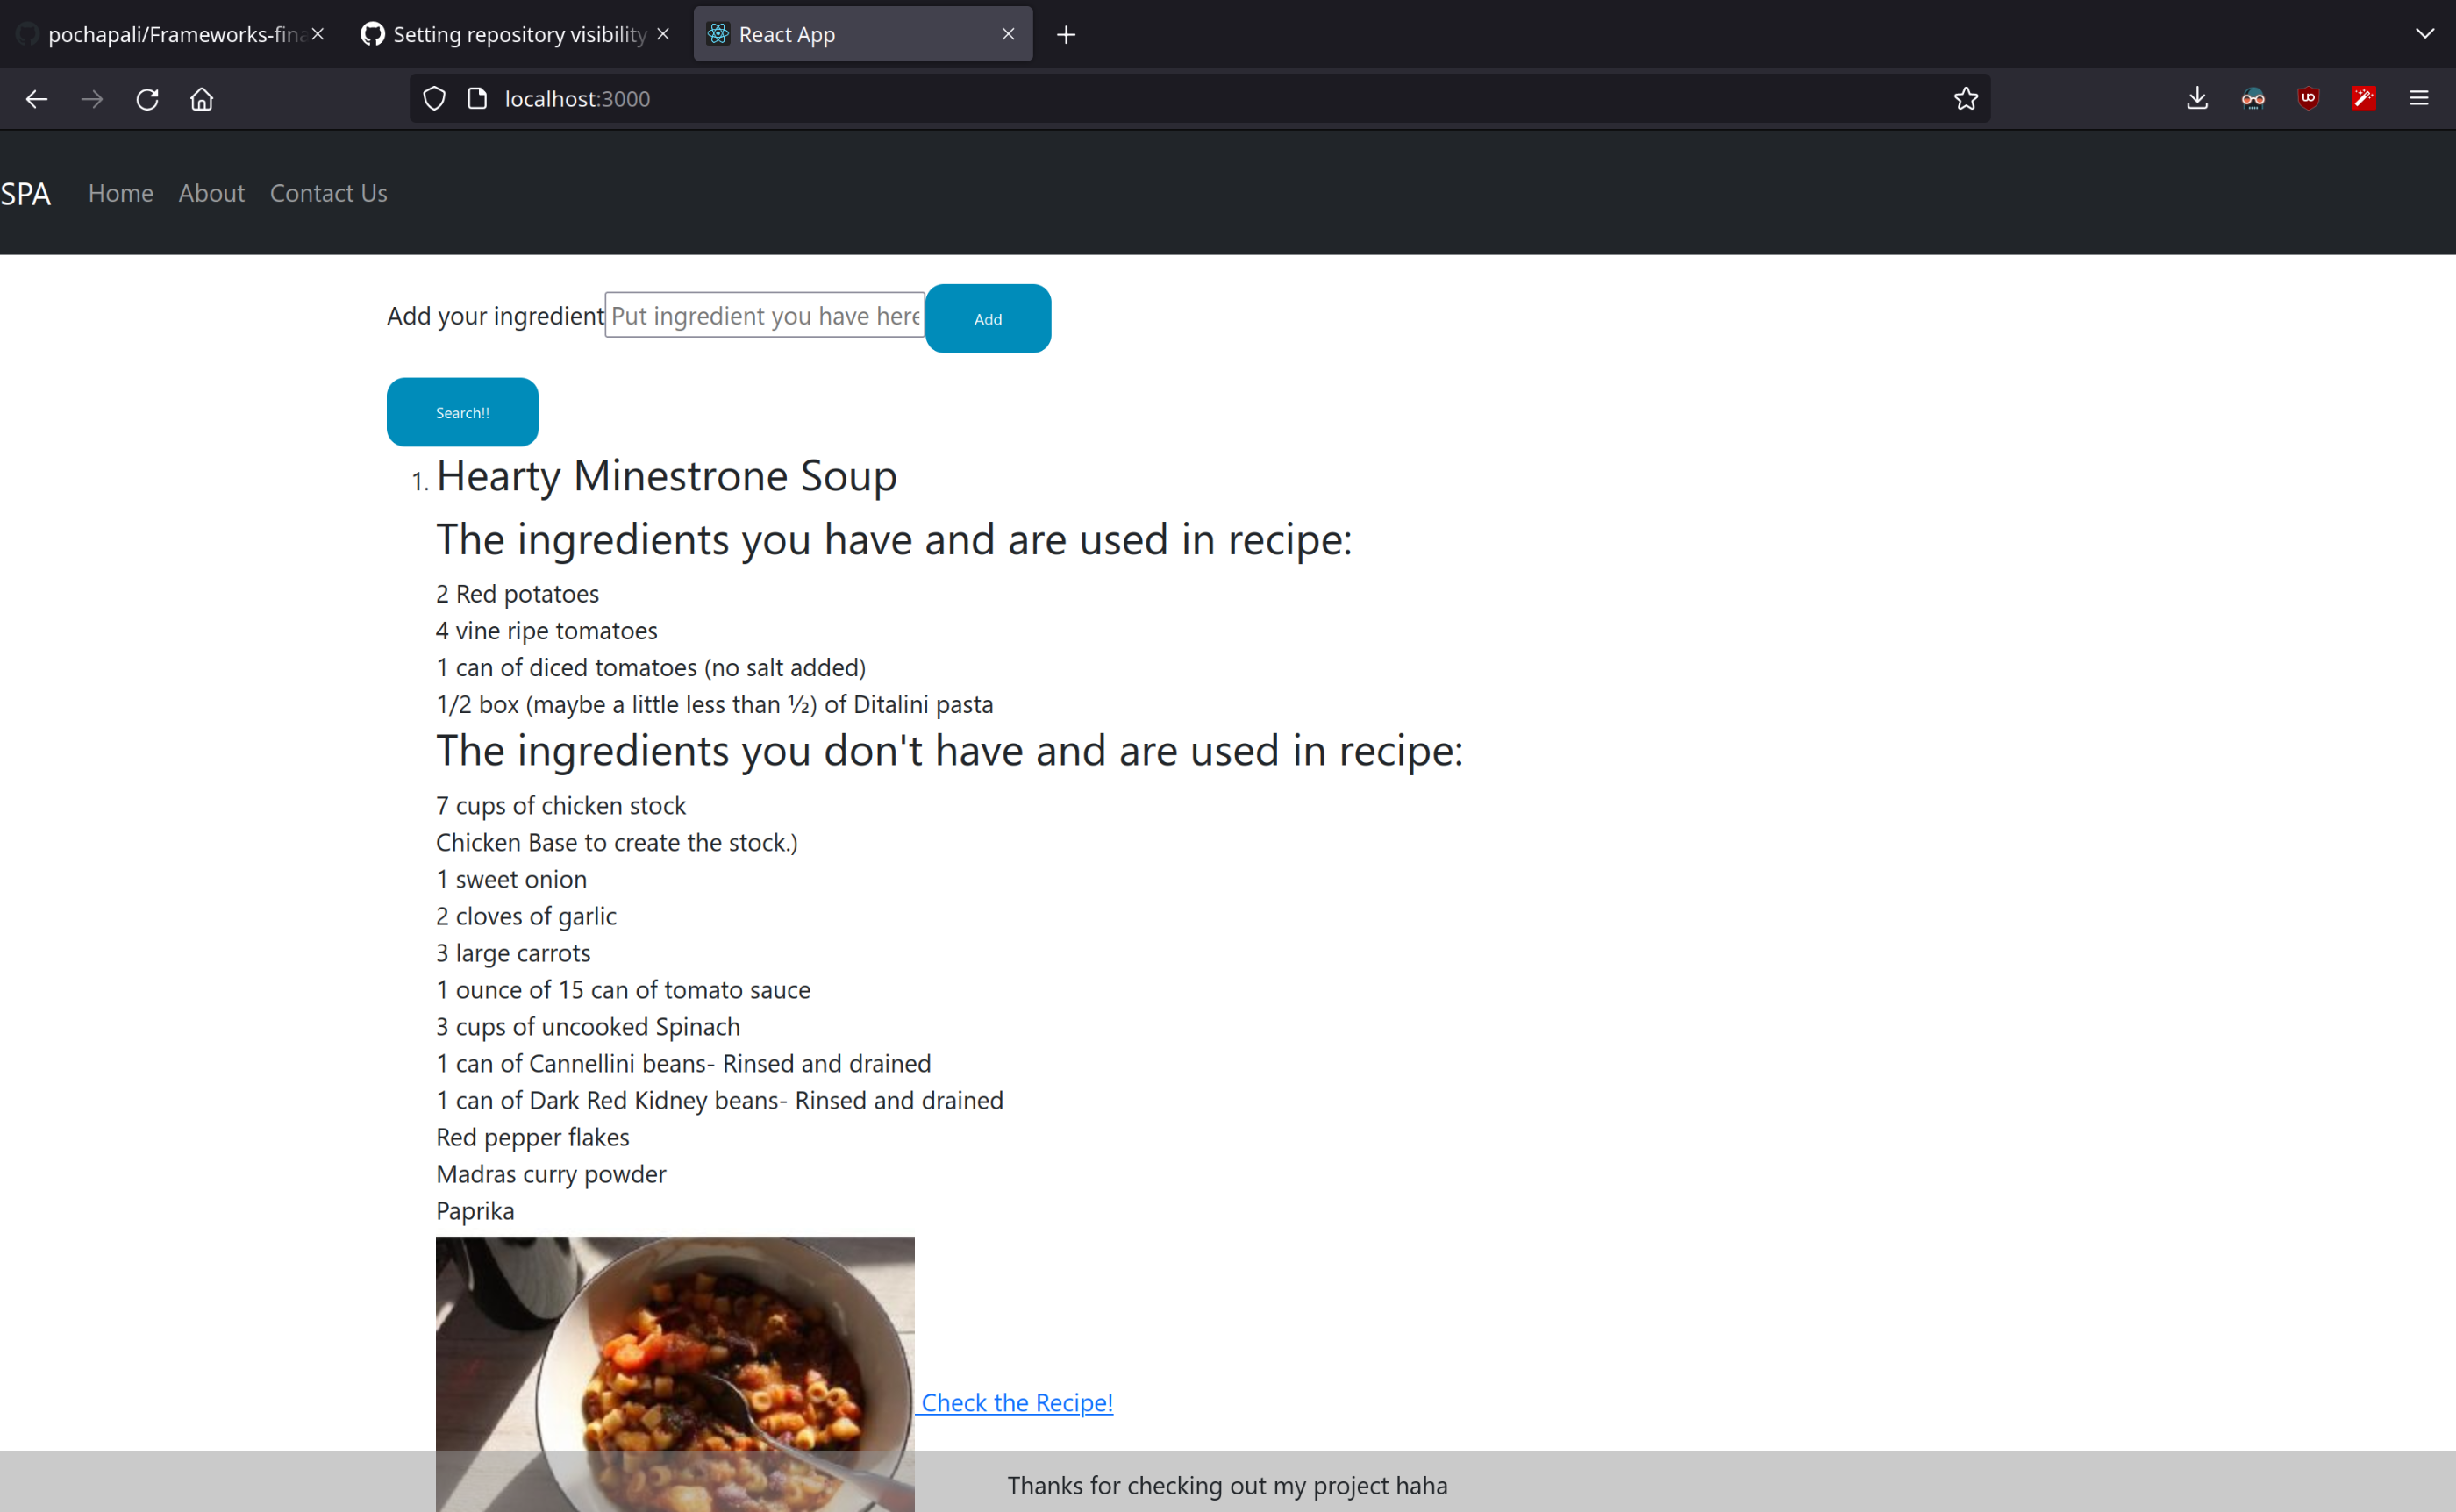 pochapali/Frameworks-fina
Setting repository visibility
React App
localhost:3000
SPA Home About Contact Us
Add your ingredient Put ingredient you have here Add
Search!!
1. Hearty Minestrone Soup
The ingredients you have and are used in recipe:
2 Red potatoes
4 vine ripe tomatoes
1 can of diced tomatoes (no salt added)
1/2 box (maybe a little less than ½) of Ditalini pasta
The ingredients you don't have and are used in recipe:
7 cups of chicken stock
Chicken Base to create the stock.)
1 sweet onion
2 cloves of garlic
3 large carrots
1 ounce of 15 can of tomato sauce
3 cups of uncooked Spinach
1 can of Cannellini beans- Rinsed and drained
1 can of Dark Red Kidney beans- Rinsed and drained
Red pepper flakes
Madras curry powder
Paprika
Check the Recipe!
Thanks for checking out my project haha